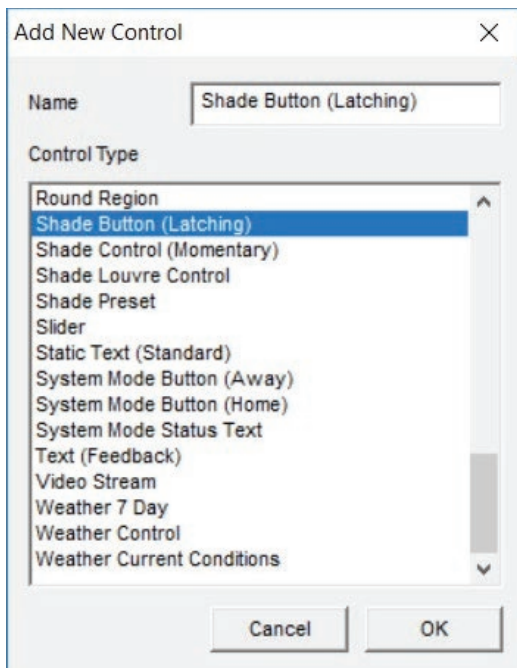 Add New Control
Name
Shade Button (Latching)
Control Type
Round Region
Shade Button (Latching)
Shade Control (Momentary)
Shade Louvre Control
Shade Preset
Slider
Static Text (Standard)
System Mode Button (Away)
System Mode Button (Home)
System Mode Status Text
Text (Feedback)
Video Stream
Weather 7 Day
Weather Control
Weather Current Conditions
Cancel
OK